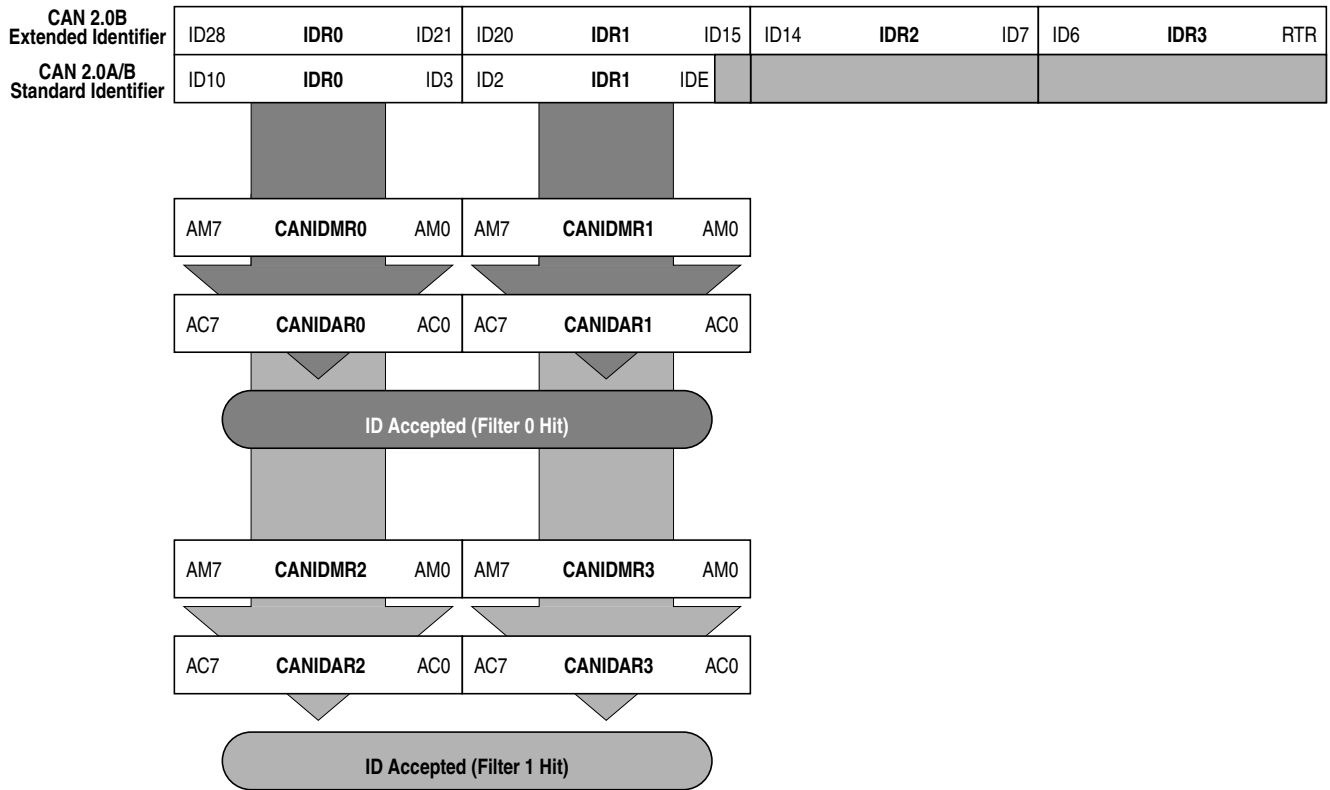 CAN 2.0B
Extended Identifier
ID28 IDR0 ID21 ID20 IDR1 ID15 ID14 IDR2 ID7 ID6 IDR3 RTR
CAN 2.0A/B
Standard Identifier
ID10 IDR0 ID3 ID2 IDR1 IDE
AM7 CANIDMR0 AM0 AM7 CANIDMR1 AM0
AC7 CANIDAR0 AC0 AC7 CANIDAR1 AC0
ID Accepted (Filter 0 Hit)
AM7 CANIDMR2 AM0 AM7 CANIDMR3 AM0
AC7 CANIDAR2 AC0 AC7 CANIDAR3 AC0
ID Accepted (Filter 1 Hit)